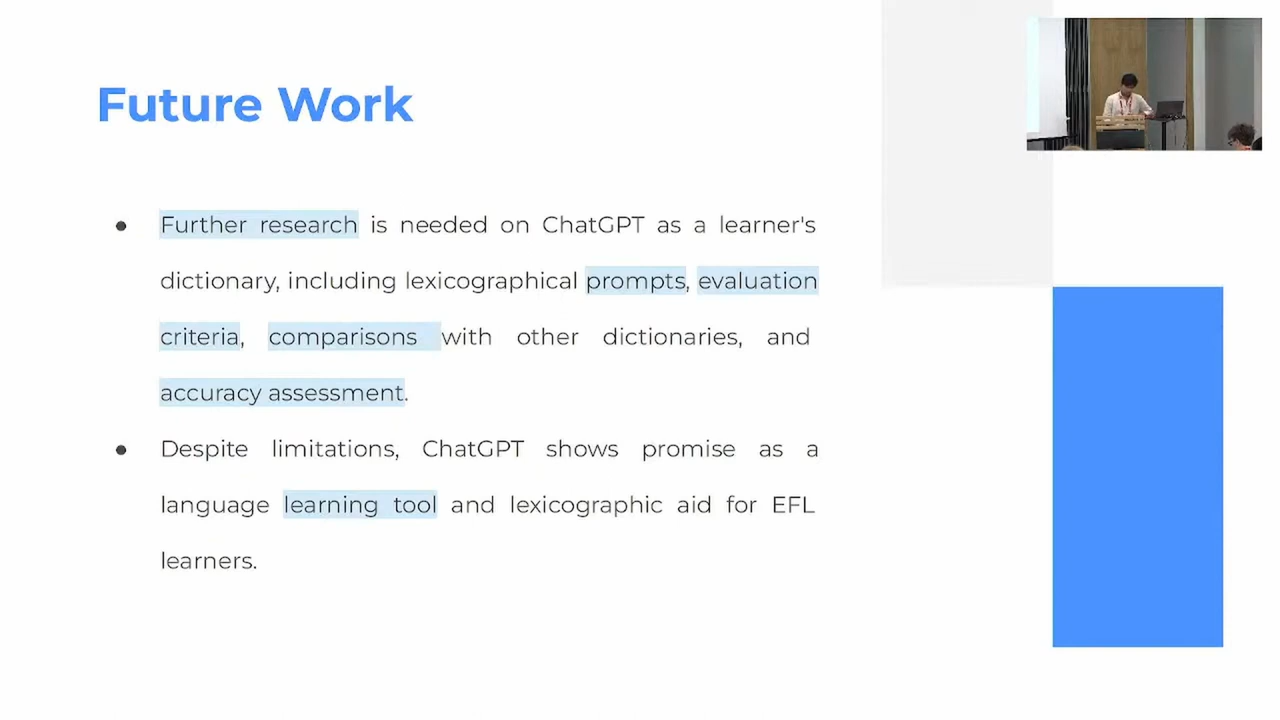 Future Work
● Further research is needed on ChatGPT as a learner's
dictionary, including lexicographical prompts, evaluation
criteria, comparisons with other dictionaries, and
accuracy assessment.
● Despite limitations, ChatGPT shows promise as a
language learning tool and lexicographic aid for EFL
learners.